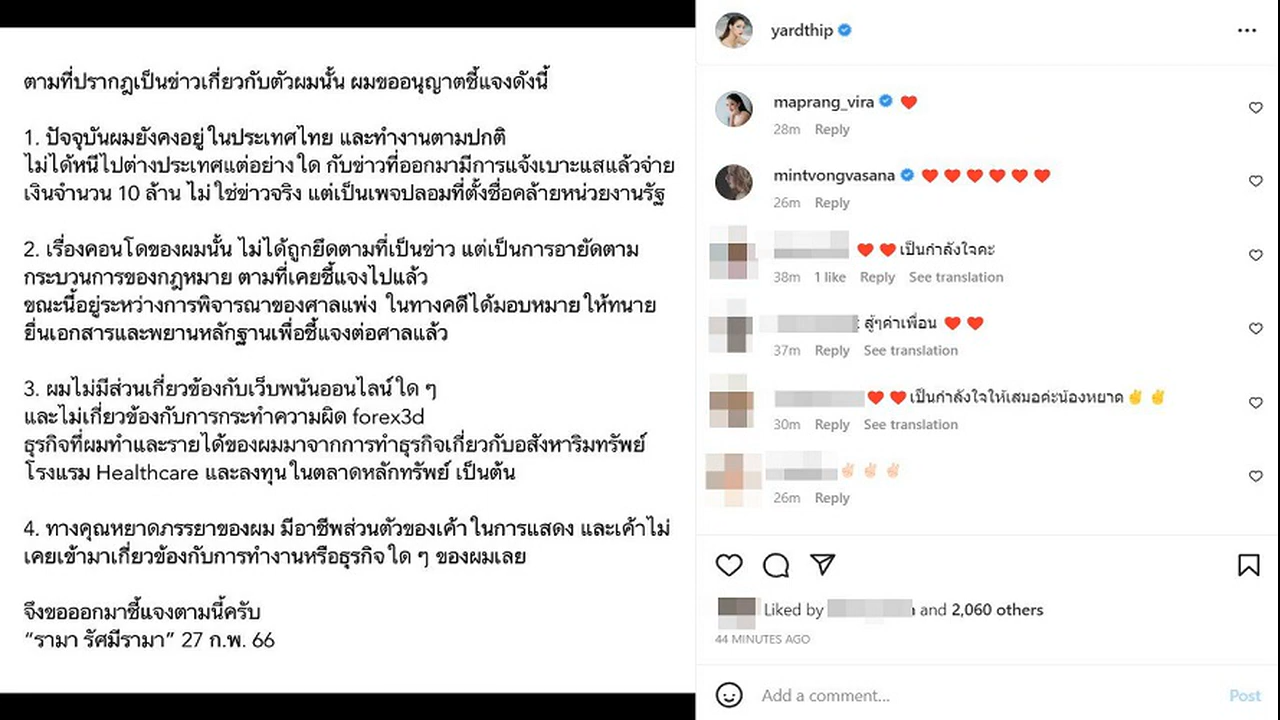 ตามที่ปรากฎเป็นข่าวเกี่ยวกับตัวผมนั้น ผมขออนุญาตชี้แจงดังนี้
1. ปัจจุบันผมยังคงอยู่ในประเทศไทย และทำงานตามปกติ
ไม่ได้หนีไปต่างประเทศแต่อย่างใด กับข่าวที่ออกมามีการแจ้งเบาะแสแล้วจ่าย
เงินจำนวน 10 ล้าน ไม่ใช่ข่าวจริง แต่เป็นเพจปลอมที่ตั้งชื่อคล้ายหน่วยงานรัฐ
2. เรื่องคอนโดของผมนั้น ไม่ได้ถูกยึดตามที่เป็นข่าว แต่เป็นการอายัดตาม
กระบวนการของกฎหมาย ตามที่เคยชี้แจงไปแล้ว
ขณะนี้อยู่ระหว่างการพิจารณาของศาลแพ่ง ในทางคดีได้มอบหมายให้ทนาย
ยื่นเอกสารและพยานหลักฐานเพื่อชี้แจงต่อศาลแล้ว
3. ผมไม่มีส่วนเกี่ยวข้องกับเว็บพนันออนไลน์ใด ๆ
และไม่เกี่ยวข้องกับการกระทำความผิด forex3d
ธุรกิจที่ผมทำและรายได้ของผมมาจากการทำธุรกิจเกี่ยวกับอสังหาริมทรัพย์
โรงแรม Healthcare และลงทุนในตลาดหลักทรัพย์ เป็นต้น
4. ทางคุณหยาดภรรยาของผม มีอาชีพส่วนตัวของเค้าในการแสดง และเค้าไม่
เคยเข้ามาเกี่ยวข้องกับการทำงานหรือธุรกิจใด ๆ ของผมเลย
จึงขอออกมาชี้แจงตามนี้ครับ
“รามา รัศมีรามา” 27 ก.พ. 66
yardthip
maprang_vira ❤️
28m Reply
mintvongvasana ❤️❤️❤️❤️❤️❤️
26m Reply
❤️❤️เป็นกำลังใจคะ
38m 1 like Reply See translation
สู้ๆค่าเพื่อน ❤️❤️
37m Reply See translation
❤️❤️เป็นกำลังใจให้เสมอค่ะน้องหยาด✌️✌️
30m Reply See translation
✌🏻✌🏻✌🏻
26m Reply
Liked by and 2,060 others
44 MINUTES AGO
Add a comment... Post